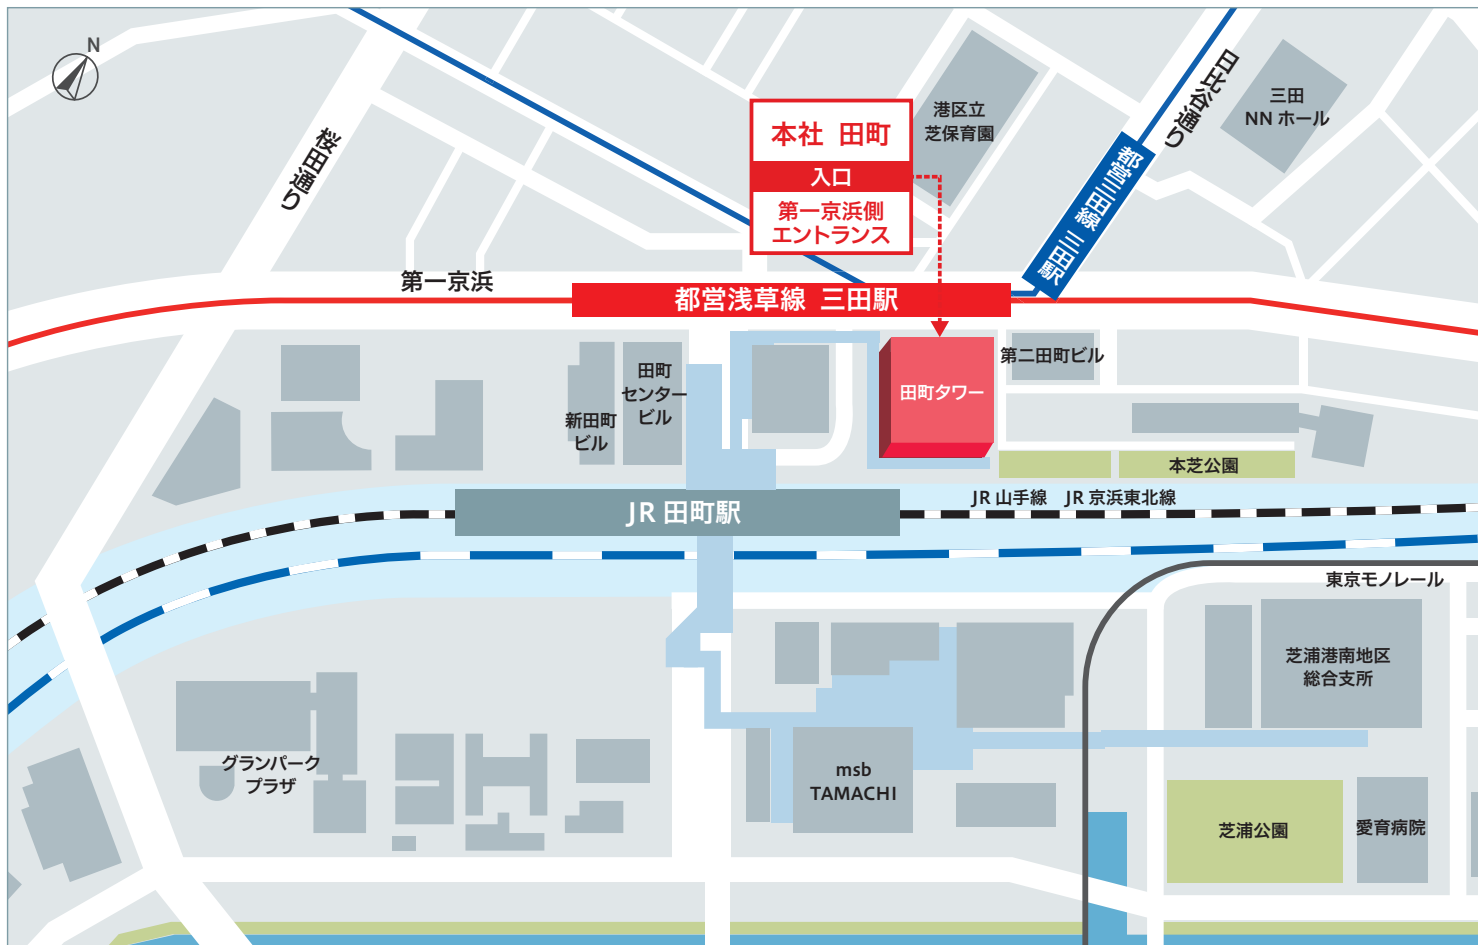 N
桜田通り
本社 田町
入口
第一京浜側
エントランス
港区立
芝保育園
日比谷通り
三田
NN ホール
都営三田線 三田駅
第一京浜
都営浅草線 三田駅
田町
センター
ビル
新田町
ビル
田町タワー
第二田町ビル
本芝公園
JR 田町駅
JR 山手線 JR 京浜東北線
東京モノレール
芝浦港南地区
総合支所
グランパーク
プラザ
msb
TAMACHI
芝浦公園
愛育病院